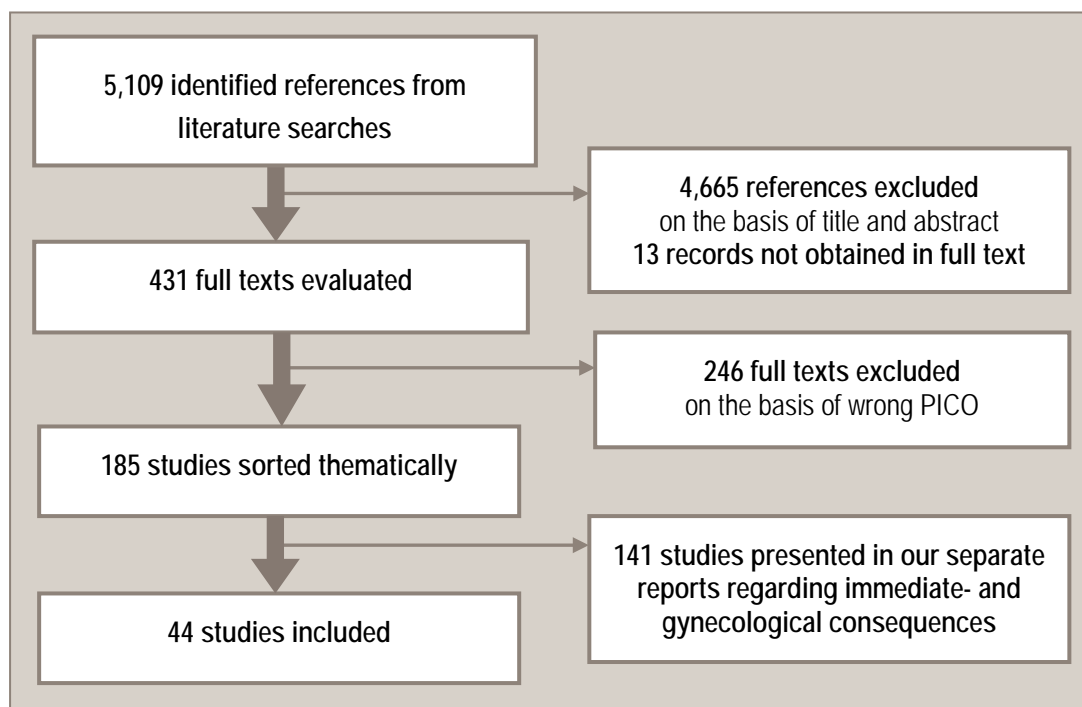 5,109 identified references from
literature searches
4,665 references excluded
on the basis of title and abstract
13 records not obtained in full text
431 full texts evaluated
246 full texts excluded
on the basis of wrong PICO
185 studies sorted thematically
141 studies presented in our separate
reports regarding immediate- and
gynecological consequences
44 studies included